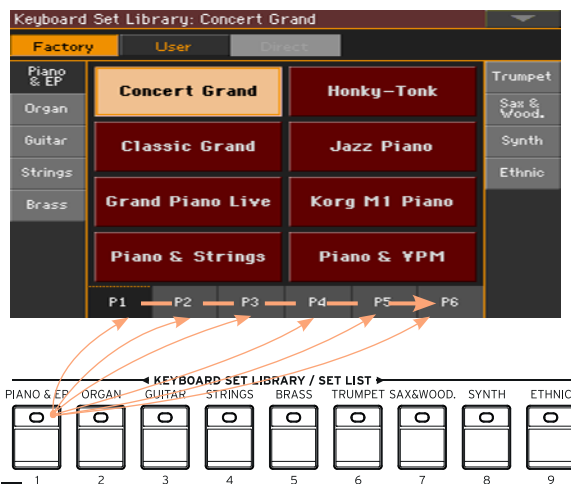 Keyboard Set Library: Concert Grand
Factory User Direct
Piano & EP
Organ
Guitar
Strings
Brass
Concert Grand Honky-Tonk
Classic Grand Jazz Piano
Grand Piano Live Korg M1 Piano
Piano & Strings Piano & YPM
Trumpet
Sax & Wood.
Synth
Ethnic
P1 P2 P3 P4 P5 P6
KEYBOARD SET LIBRARY / SET LIST
PIANO & EP ORGAN GUITAR STRINGS BRASS TRUMPET SAX&WOOD. SYNTH ETHNIC
1 2 3 4 5 6 7 8 9